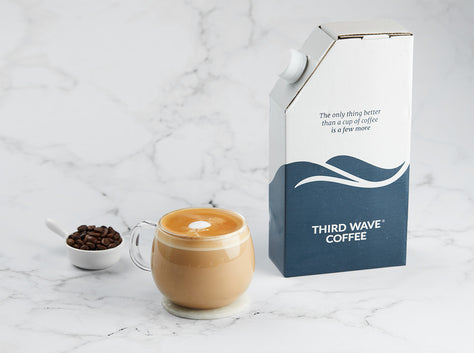 The only thing better
than a cup of coffee
is a few more
THIRD WAVE®
COFFEE